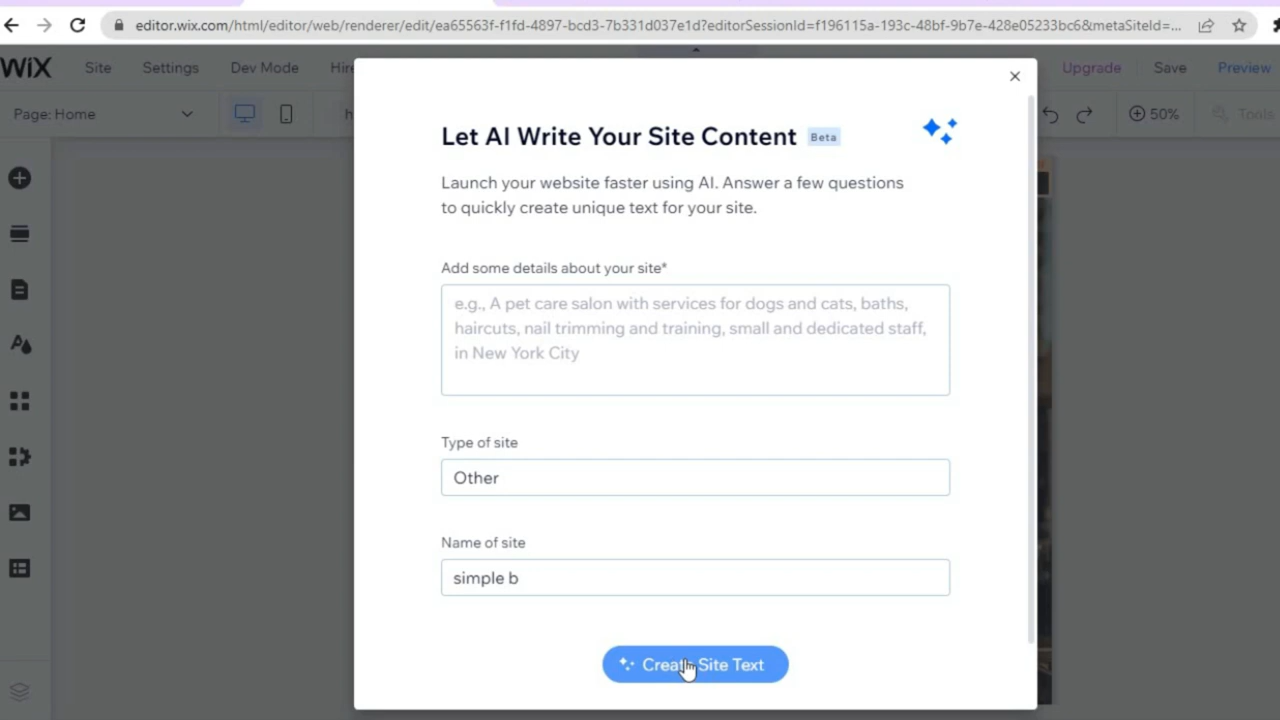 editor.wix.com/html/editor/web/renderer/edit/ea65563f-f1fd-4897-bcd3-7b331d037e1d?editorSessionId=f196115a-193c-48bf-9b7e-428e05233bc6&metaSiteId=...
WiX Site Settings Dev Mode Upgrade Save Preview
Page: Home 50% Tools
Let AI Write Your Site Content Beta
Launch your website faster using AI. Answer a few questions
to quickly create unique text for your site.
Add some details about your site*
e.g., A pet care salon with services for dogs and cats, baths,
haircuts, nail trimming and training, small and dedicated staff,
in New York City
Type of site
Other
Name of site
simple b
Create Site Text